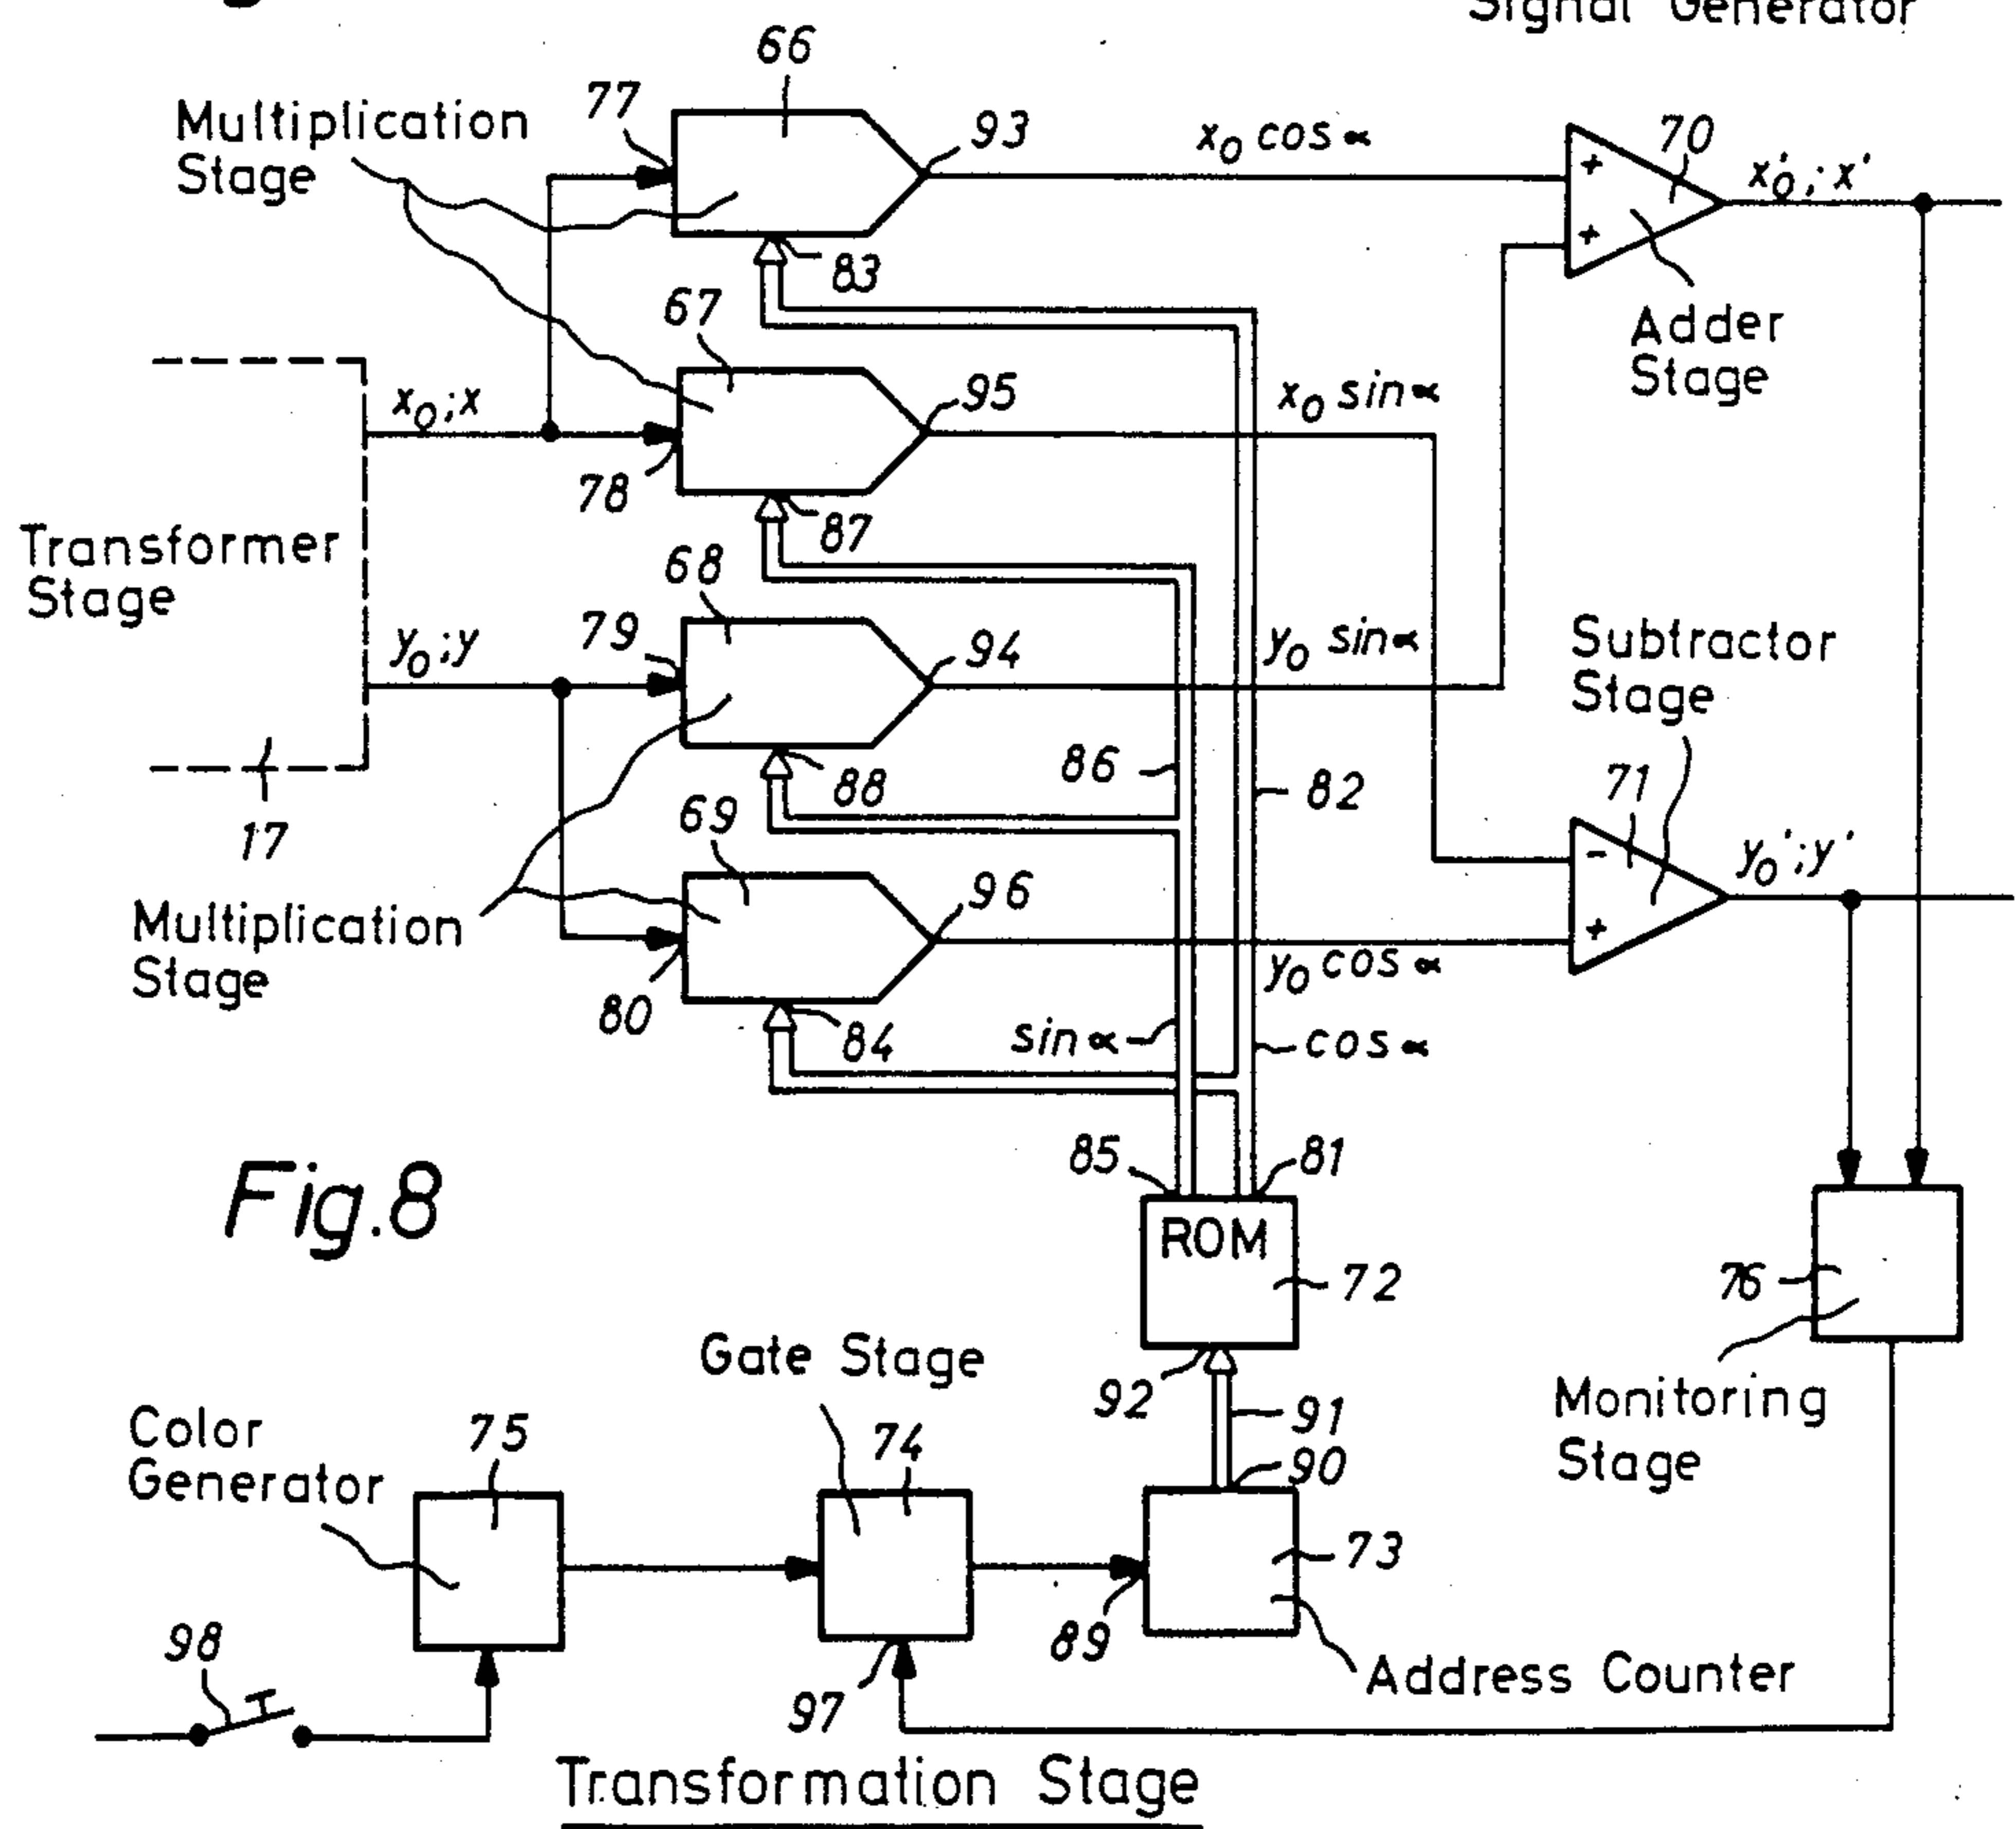 Signal Generator
66
77
Multiplication
Stage
93
x₀ cos α
70
x₀'; x'
83
67
Adder
Stage
x₀; x
95
x₀ sin α
78
87
Transformer
Stage
68
y₀; y
79
94
y₀ sin α
Subtractor
Stage
86
88
82
71
17
69
y₀'; y'
96
Multiplication
Stage
y₀ cos α
80
84
sin α
cos α
85
81
Fig. 8
ROM
72
76
Gate Stage
92
91
Monitoring
Stage
Color
Generator
75
74
90
73
98
89
97
Address Counter
Transformation Stage
+
+
-
+